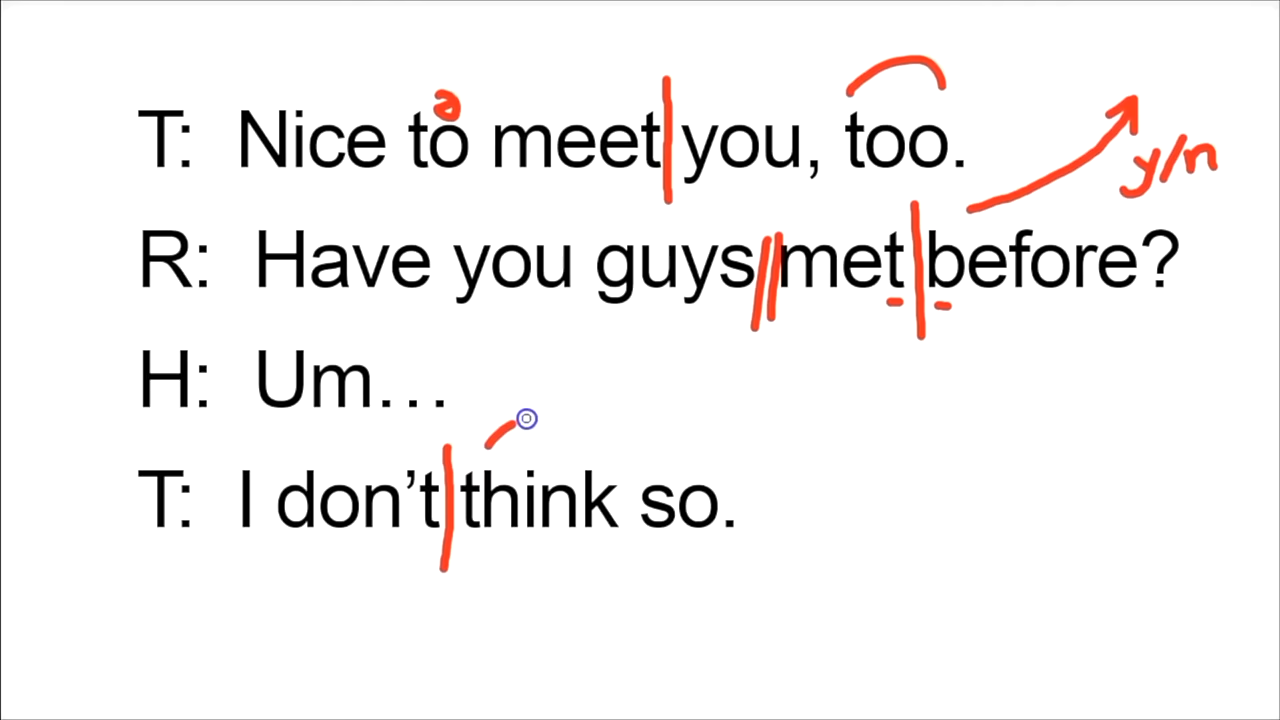 ə
T: Nice to meet you, too.
y/n
R: Have you guys met before?
H: Um…
T: I don’t think so.